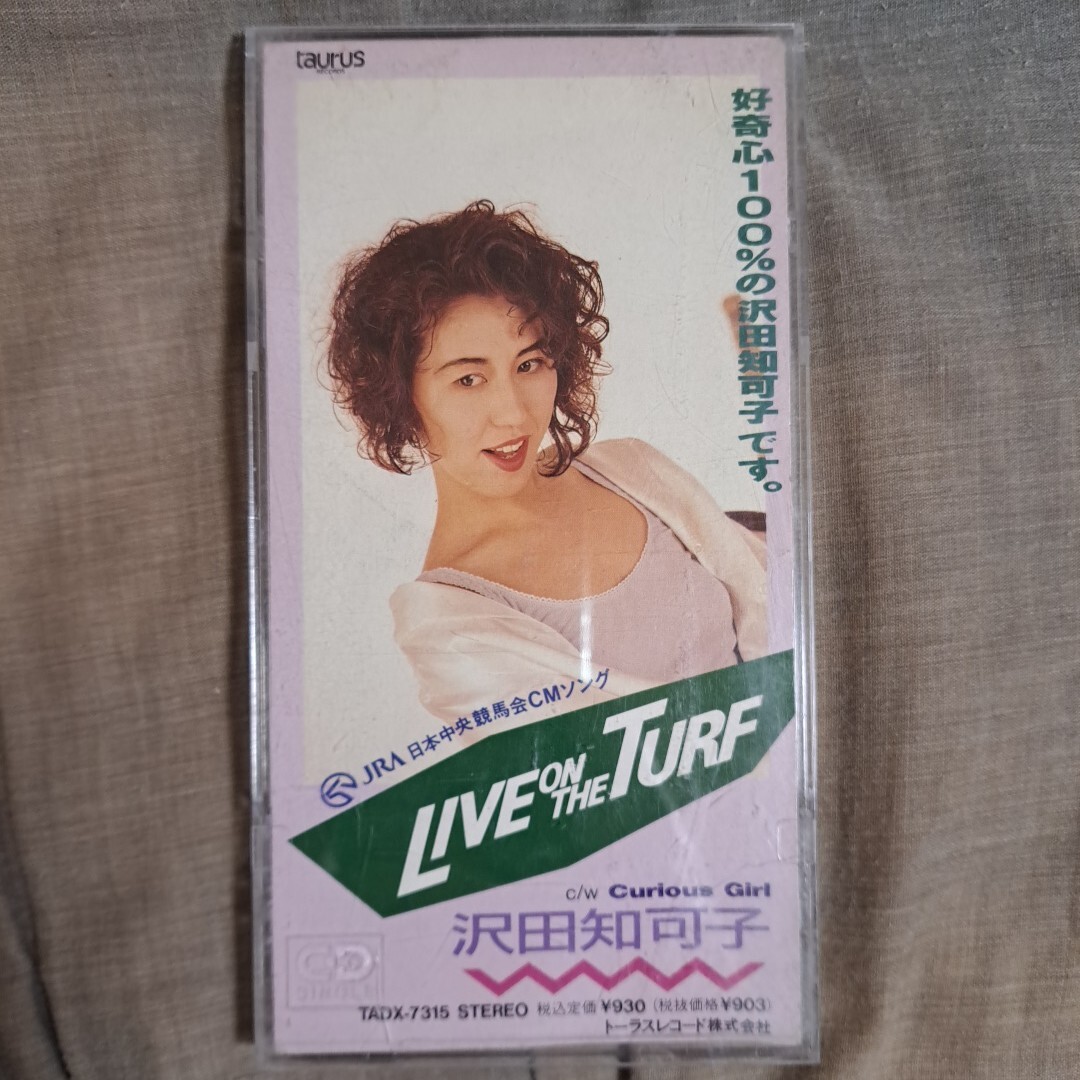 taurus
RECORDS
好奇心100%の沢田知可子です。
JRA 日本中央競馬会CMソング
LIVE ON THE TURF
c/w Curious Girl
沢田知可子
TADX-7315 STEREO 税込定価 ¥930 (税抜価格 ¥903)
トーラスレコード株式会社